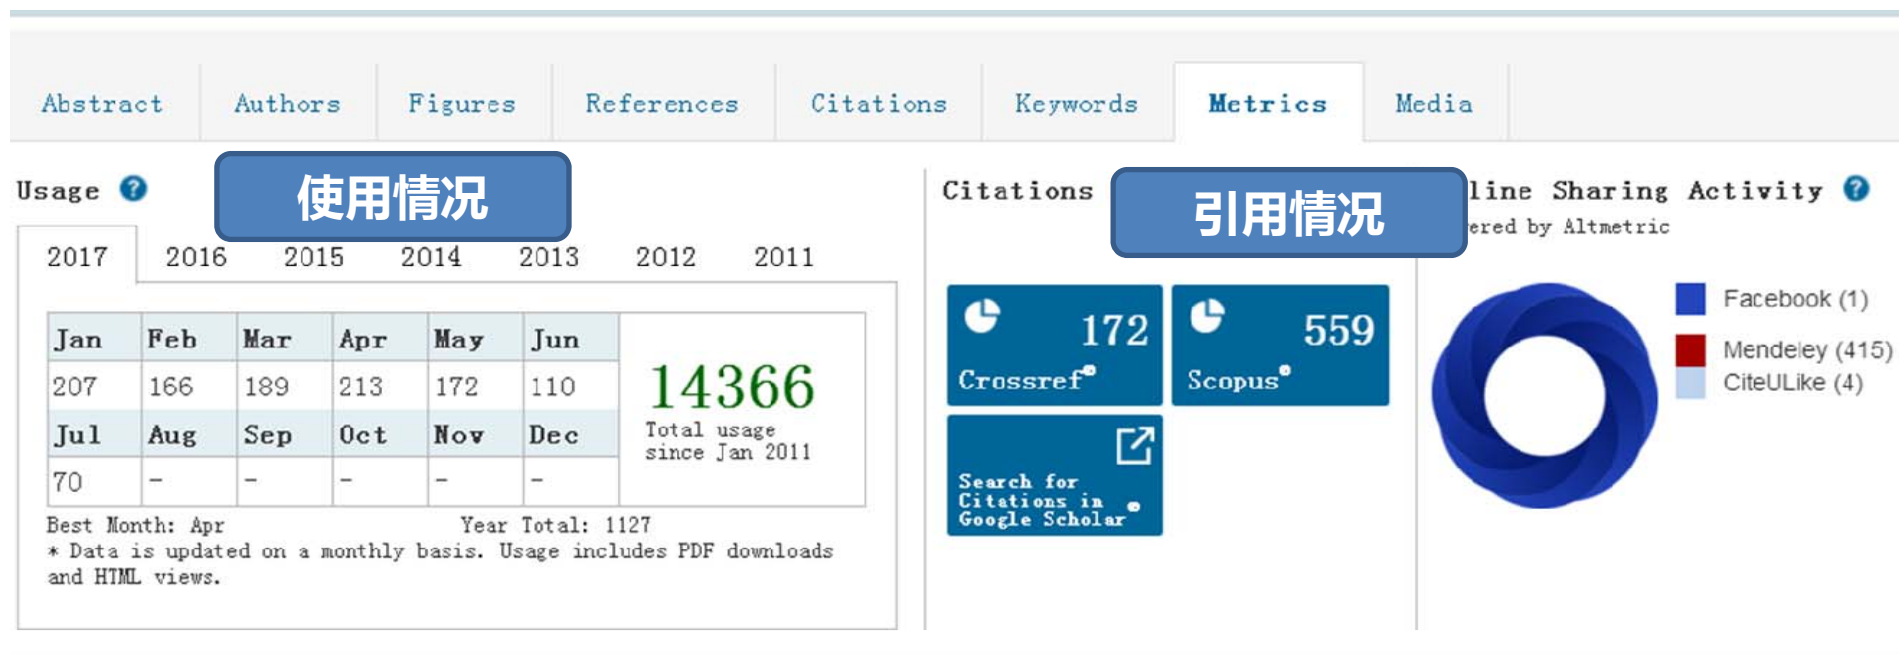 Abstract Authors Figures References Citations Keywords Metrics Media
Usage ?
使用情况
2017 2016 2015 2014 2013 2012 2011
Jan Feb Mar Apr May Jun
207 166 189 213 172 110
Jul Aug Sep Oct Nov Dec
70 - - - - -
14366
Total usage
since Jan 2011
Best Month: Apr Year Total: 1127
* Data is updated on a monthly basis. Usage includes PDF downloads
and HTML views.
Citations
引用情况
172
Crossref®
559
Scopus®
Search for
Citations in
Google Scholar®
line Sharing Activity ?
ered by Altmetric
Facebook (1)
Mendeley (415)
CiteULike (4)